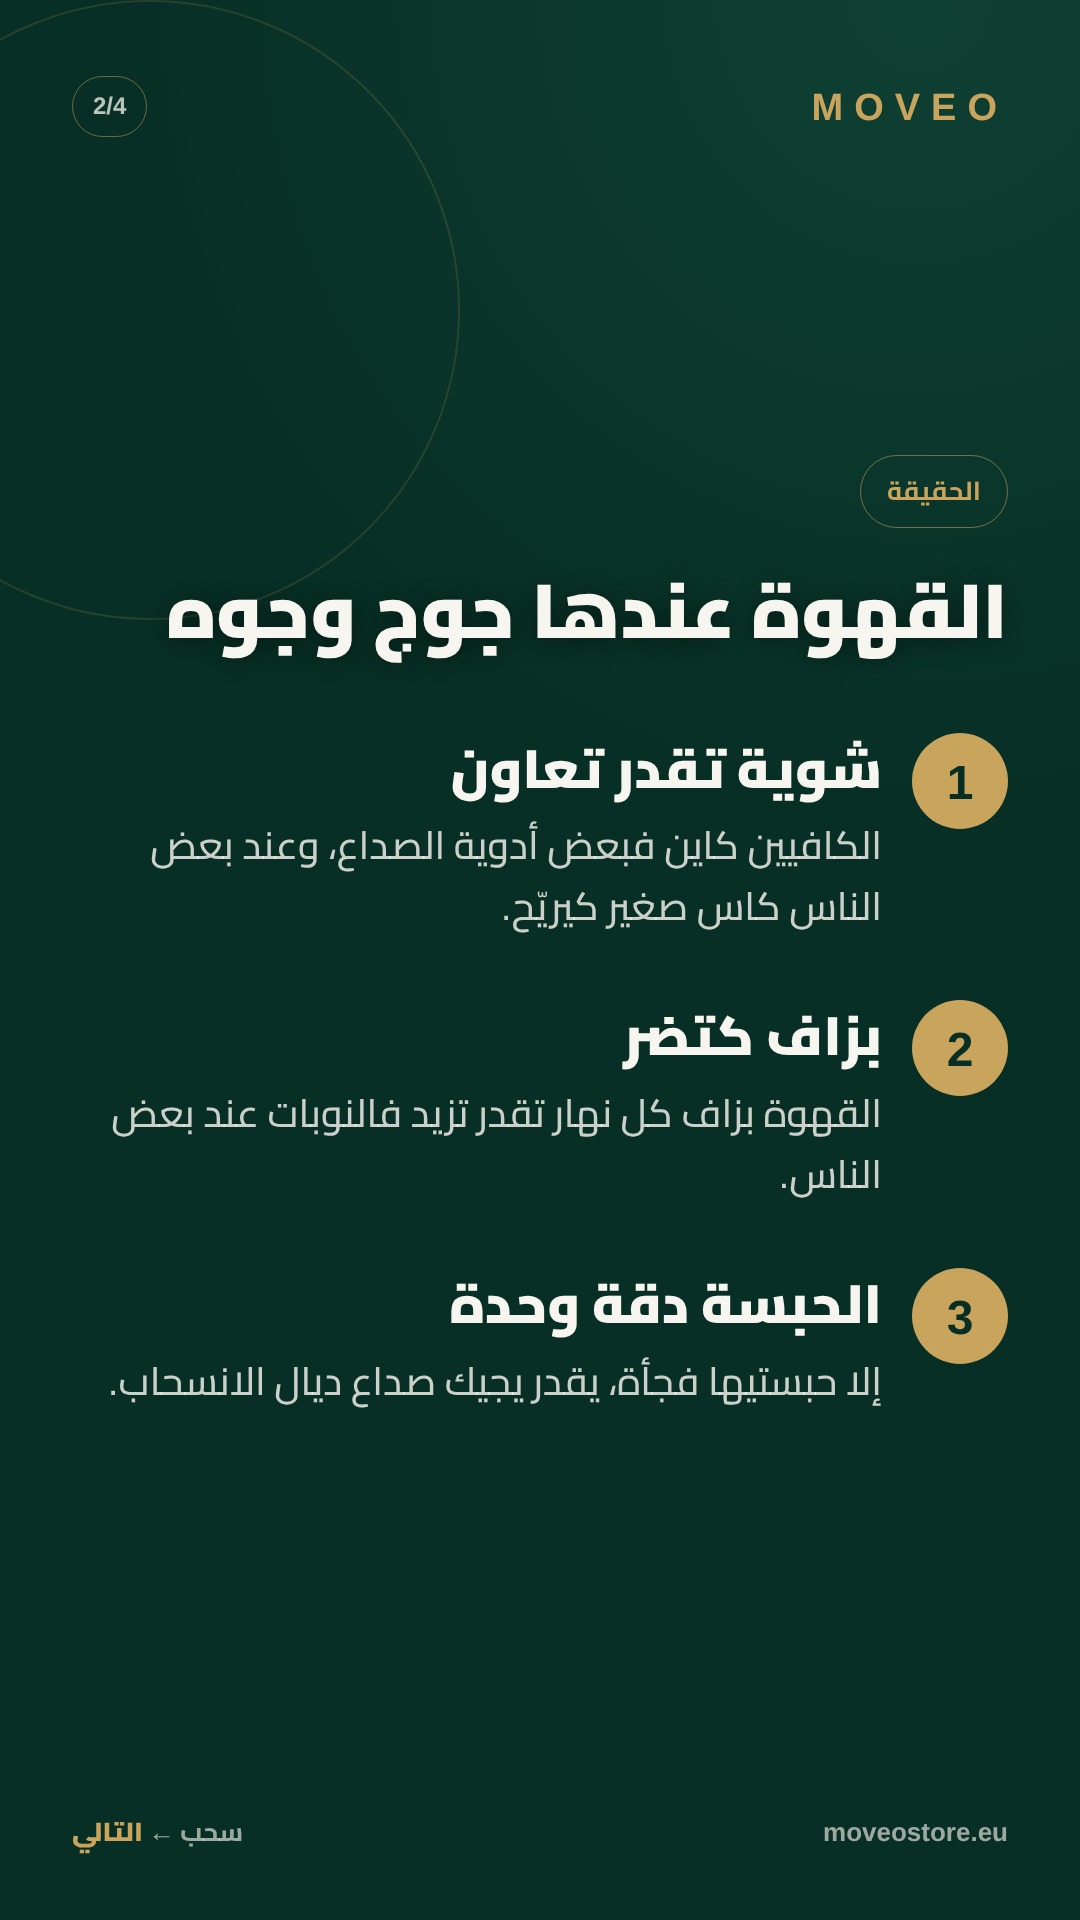 MOVEO
2/4
الحقيقة
القهوة عندها جوج وجوه
1
شوية تقدر تعاون
الكافيين كاين فبعض أدوية الصداع، وعند بعض
الناس كاس صغير كيريّح.
2
بزاف كتضر
القهوة بزاف كل نهار تقدر تزيد فالنوبات عند بعض
الناس.
3
الحبسة دقة وحدة
إلا حبستيها فجأة، يقدر يجيك صداع ديال الانسحاب.
moveostore.eu
سحب ← التالي